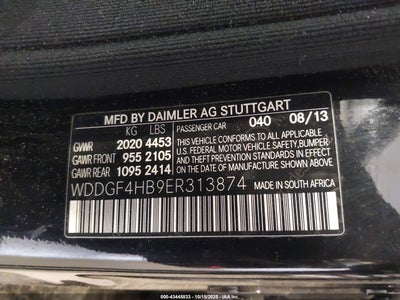 MFD BY DAIMLER AG STUTTGART
KG LBS PASSENGER CAR 040 08/13
GVWR 2020 4453
GAWR FRONT 955 2105
GAWR REAR 1095 2414
THIS VEHICLE CONFORMS TO ALL
APPLICABLE U.S. FEDERAL MOTOR
VEHICLE SAFETY, BUMPER,
AND THEFT PREVENTION
STANDARDS IN EFFECT ON THE DATE
OF MANUFACTURE SHOWN ABOVE
WDDGF4HB9ER313874 MADE IN SOUTH AFRICA
000-43445833 - 10/15/2025 - IAA Inc.